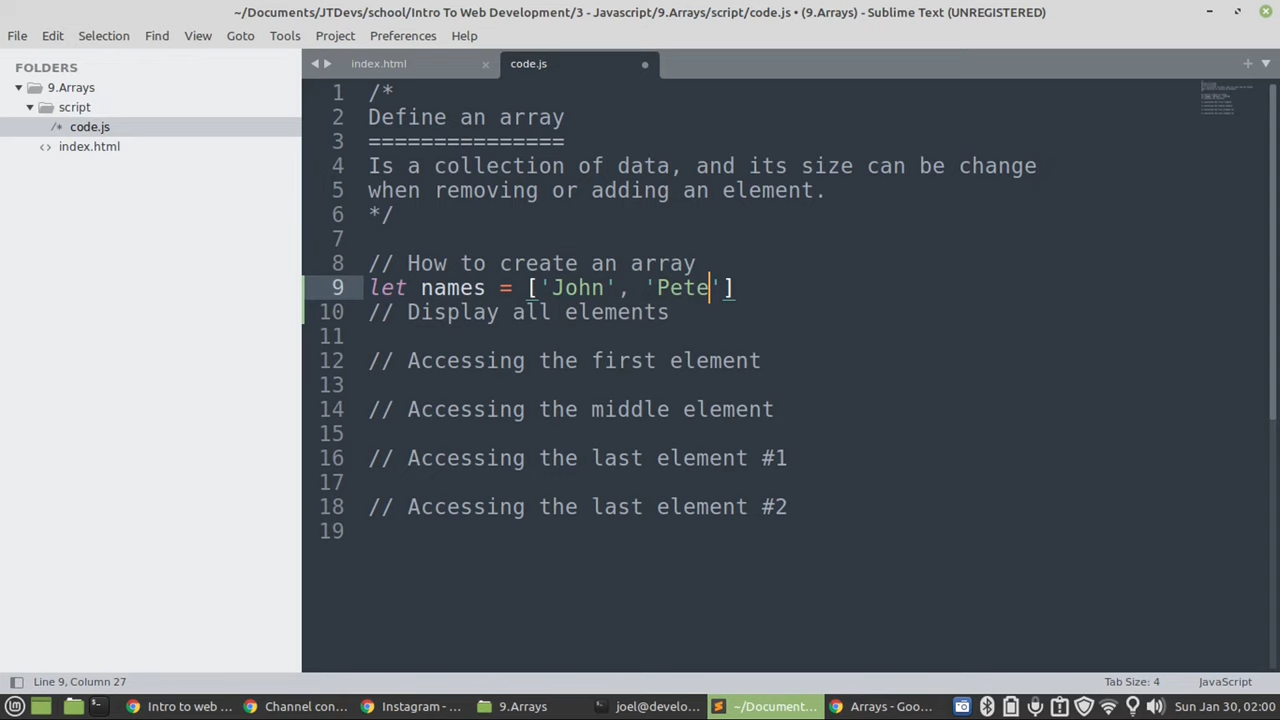 ~/Documents/JTDevs/school/Intro To Web Development/3 - Javascript/9.Arrays/script/code.js • (9.Arrays) - Sublime Text (UNREGISTERED)
File Edit Selection Find View Goto Tools Project Preferences Help
FOLDERS
9.Arrays
script
/* code.js
<> index.html
index.html × code.js
1 /*
2 Define an array
3 ===============
4 Is a collection of data, and its size can be change
5 when removing or adding an element.
6 */
7
8 // How to create an array
9 let names = ['John', 'Pete']
10 // Display all elements
11
12 // Accessing the first element
13
14 // Accessing the middle element
15
16 // Accessing the last element #1
17
18 // Accessing the last element #2
19
Line 9, Column 27 Tab Size: 4 JavaScript
Intro to web ... Channel con... Instagram - ... 9.Arrays joel@develo... ~/Document... Arrays - Goo... Sun Jan 30, 02:00